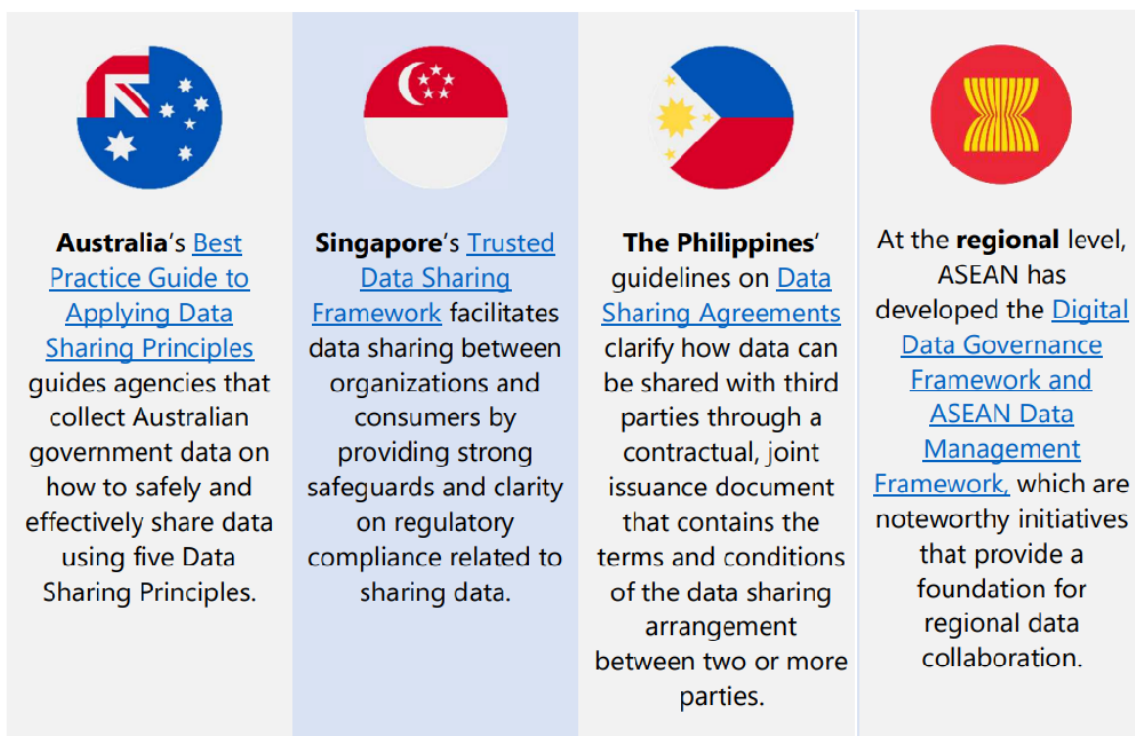 Australia's Best
Practice Guide to
Applying Data
Sharing Principles
guides agencies that
collect Australian
government data on
how to safely and
effectively share data
using five Data
Sharing Principles.
Singapore's Trusted
Data Sharing
Framework facilitates
data sharing between
organizations and
consumers by
providing strong
safeguards and clarity
on regulatory
compliance related to
sharing data.
The Philippines'
guidelines on Data
Sharing Agreements
clarify how data can
be shared with third
parties through a
contractual, joint
issuance document
that contains the
terms and conditions
of the data sharing
arrangement
between two or more
parties.
At the regional level,
ASEAN has
developed the Digital
Data Governance
Framework and
ASEAN Data
Management
Framework, which are
noteworthy initiatives
that provide a
foundation for
regional data
collaboration.